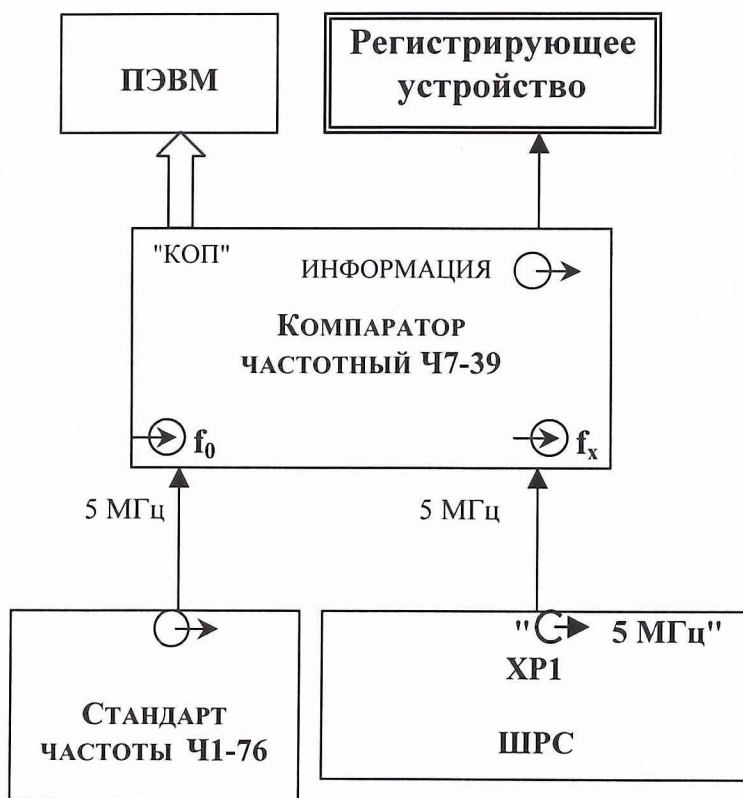 ПЭВМ
Регистрирующее
устройство
"КОП"
ИНФОРМАЦИЯ
КОМПАРАТОР
ЧАСТОТНЫЙ Ч7-39
f₀
fₓ
5 МГц
5 МГц
" 5 МГц"
ХР1
СТАНДАРТ
ЧАСТОТЫ Ч1-76
ШРС